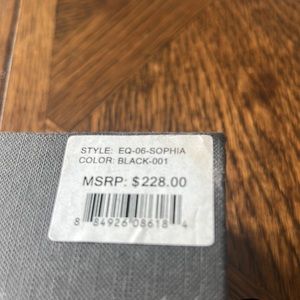 STYLE: EQ-06-SOPHIA
COLOR: BLACK-001
MSRP: $228.00
8 84926 08618 4